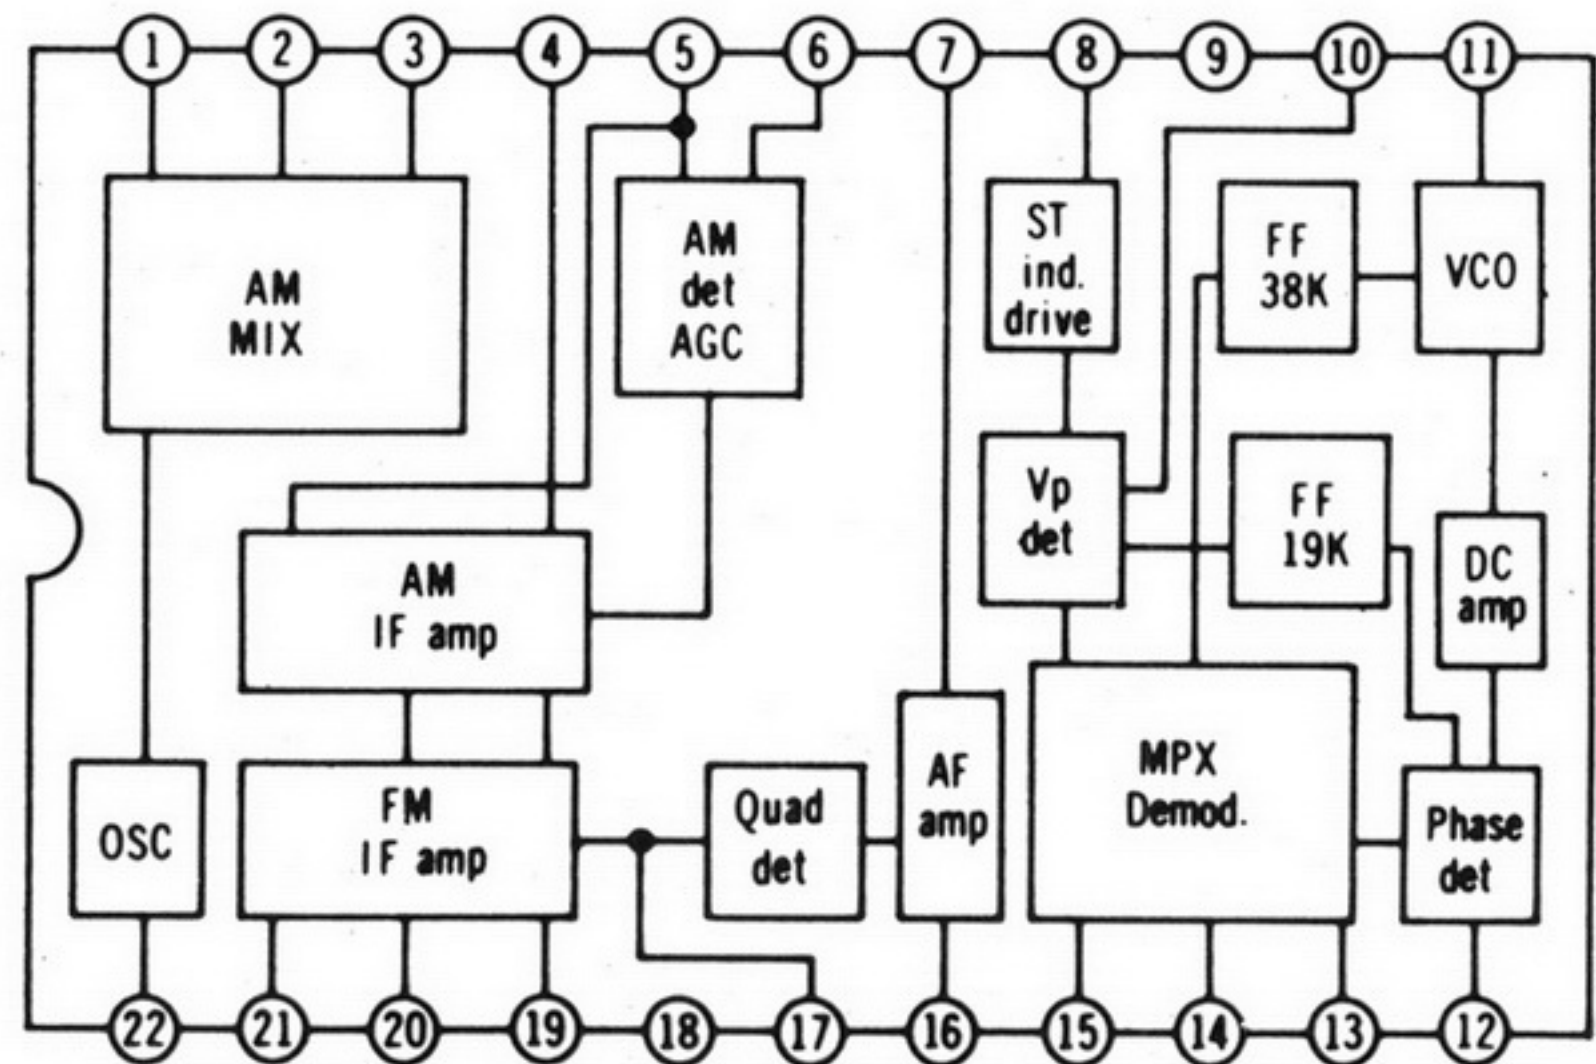 1 2 3 4 5 6 7 8 9 10 11
AM
MIX
AM
det
AGC
ST
ind.
drive
FF
38K
VCO
AM
IF amp
Vp
det
FF
19K
DC
amp
OSC
FM
IF amp
Quad
det
AF
amp
MPX
Demod.
Phase
det
22 21 20 19 18 17 16 15 14 13 12